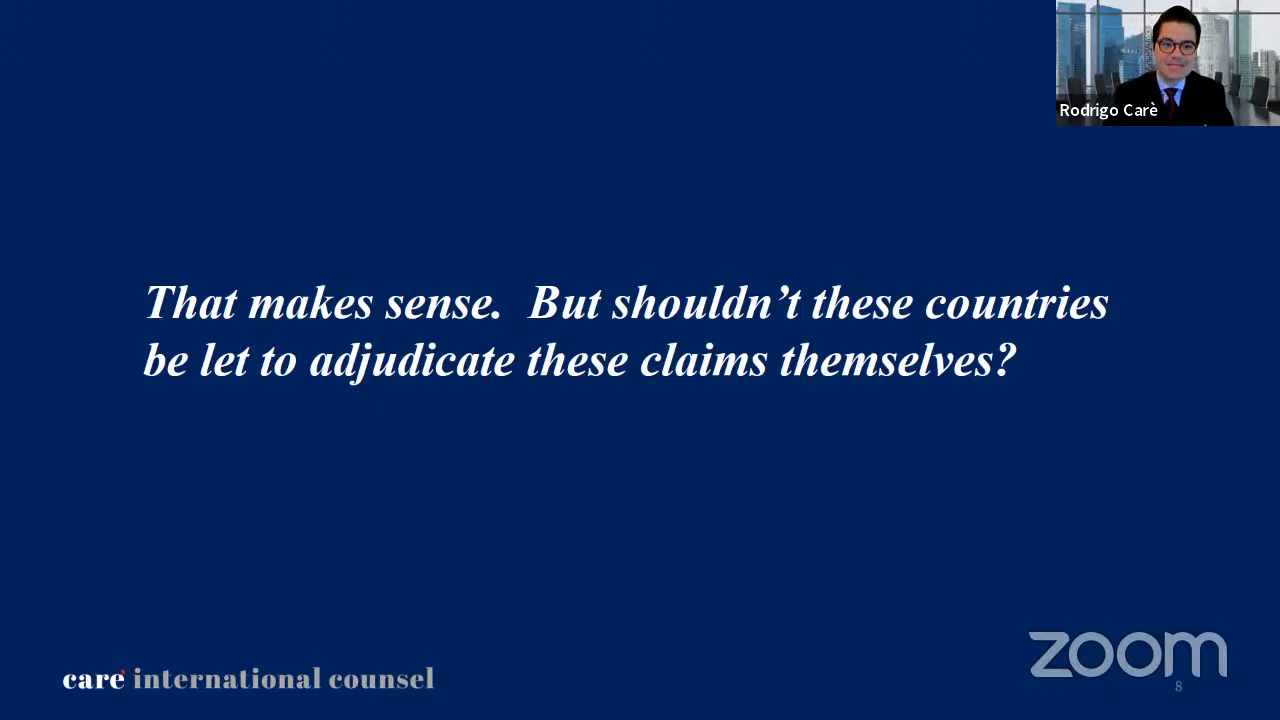 Rodrigo Carè
That makes sense.  But shouldn’t these countries
be let to adjudicate these claims themselves?
care’ international counsel
zoom
8